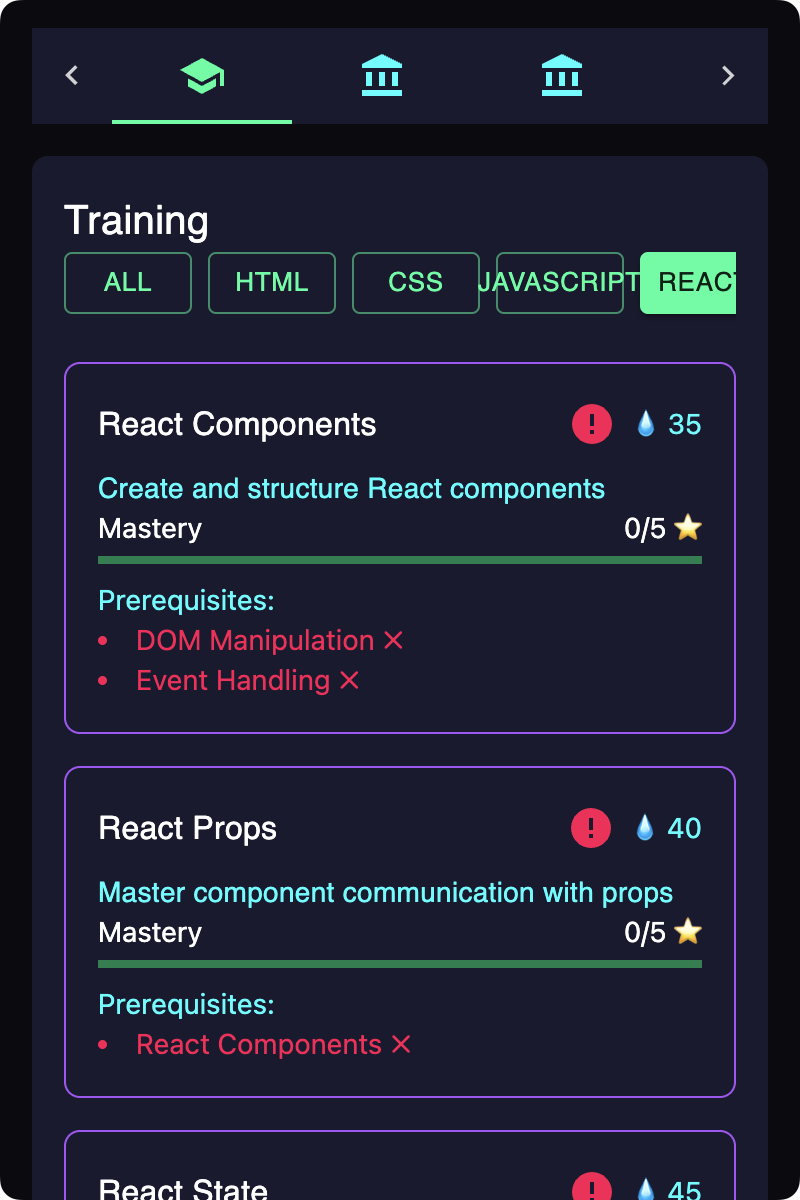 Training
ALL HTML CSS JAVASCRIPT REACT
React Components ! 35
Create and structure React components
Mastery 0/5
Prerequisites:
• DOM Manipulation ✕
• Event Handling ✕
React Props ! 40
Master component communication with props
Mastery 0/5
Prerequisites:
• React Components ✕
React State ! 45